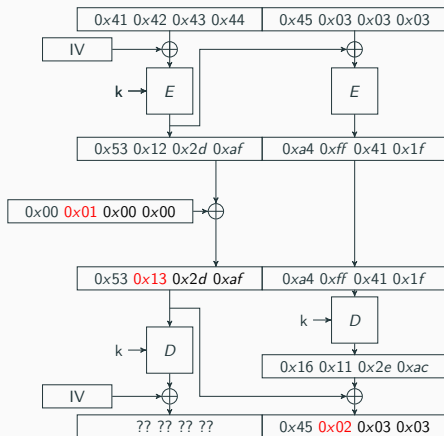 0x41 0x42 0x43 0x44 0x45 0x03 0x03 0x03
IV
k E E
0x53 0x12 0x2d 0xaf 0xa4 0xff 0x41 0x1f
0x00 0x01 0x00 0x00
0x53 0x13 0x2d 0xaf 0xa4 0xff 0x41 0x1f
k D
k D
0x16 0x11 0x2e 0xac
IV
?? ?? ?? ?? 0x45 0x02 0x03 0x03